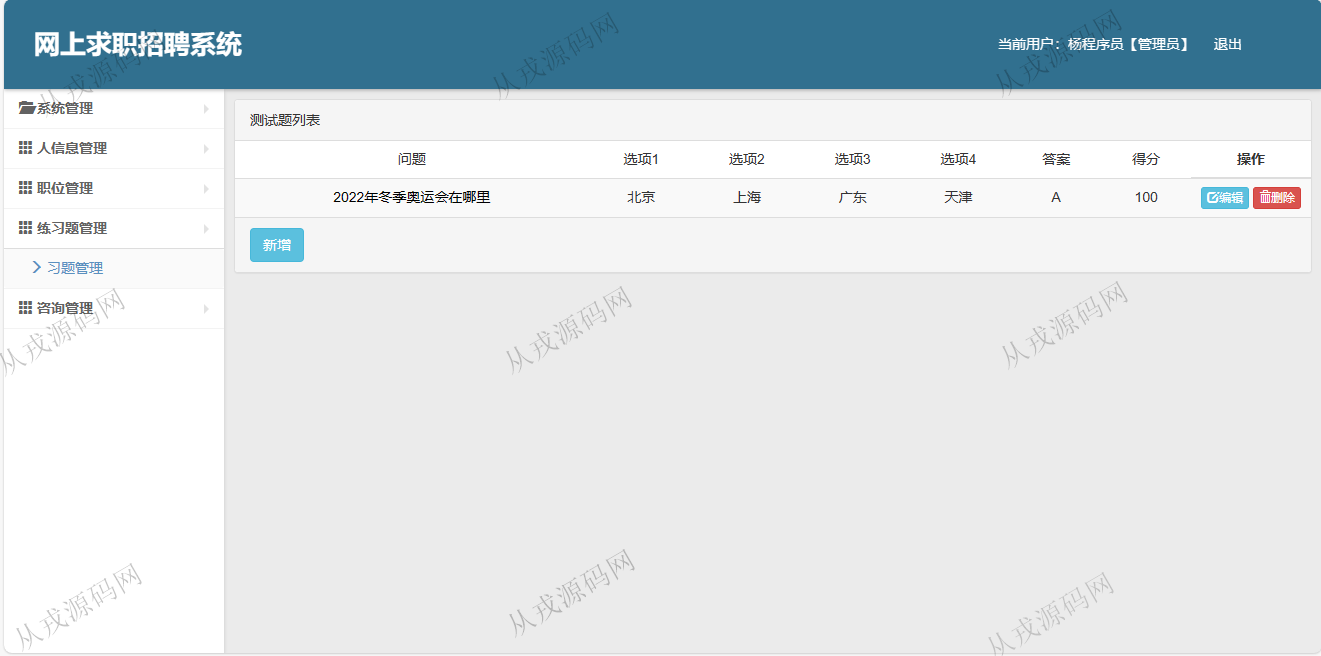 网上求职招聘系统
当前用户：杨程序员【管理员】 退出
系统管理
人信息管理
职位管理
练习题管理
习题管理
咨询管理
测试题列表
问题 选项1 选项2 选项3 选项4 答案 得分 操作
2022年冬季奥运会在哪里 北京 上海 广东 天津 A 100 编辑 删除
新增
从戎源码网
从戎源码网
从戎源码网
从戎源码网
从戎源码网
从戎源码网
从戎源码网
从戎源码网
从戎源码网